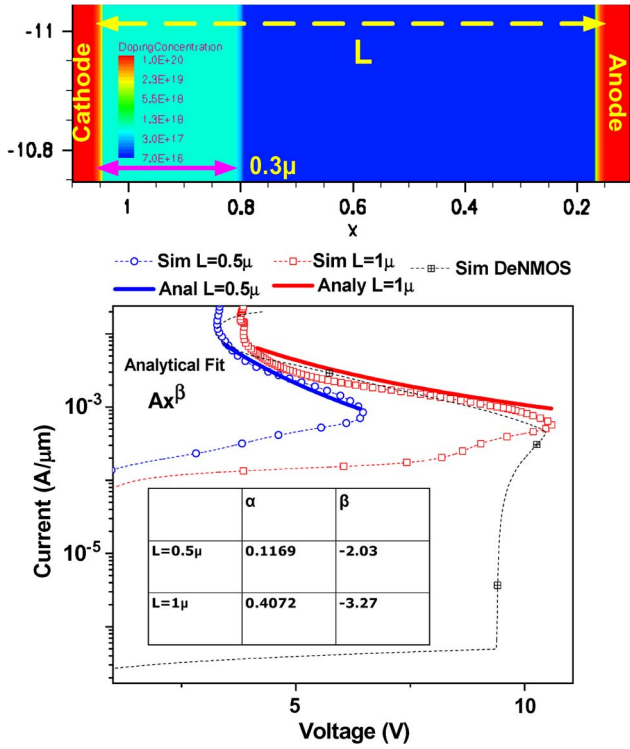 -11
-10.8
Cathode
DopingConcentration
1.0E+20
2.3E+19
5.5E+18
1.3E+18
3.0E+17
7.0E+16
L
Anode
0.3µ
1 0.8 0.6 0.4 0.2
X
Sim L=0.5µ Sim L=1µ Sim DeNMOS
Anal L=0.5µ Analy L=1µ
Analytical Fit
Ax^β
Current (A/µm)
10^-3
10^-5
α β
L=0.5µ 0.1169 -2.03
L=1µ 0.4072 -3.27
5 10
Voltage (V)